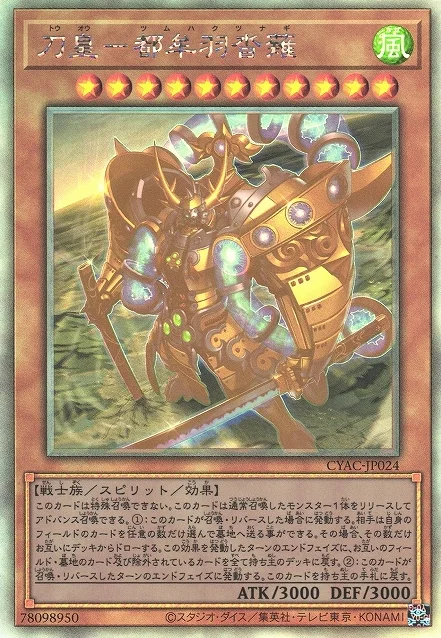 トウ オウ ツムハクツナギ
刀皇－都牟羽沓薙
風
CYAC-JP024
【戦士族／スピリット／効果】
このカードは特殊召喚できない。このカードは通常召喚したモンスター1体をリリースして
アドバンス召喚できる。①：このカードが召喚・リバースした場合に発動する。相手は自身の
フィールドのカードを任意の数だけ選んで墓地へ送る事ができる。その場合、その数だけ
お互いにデッキからドローする。この効果を発動したターンのエンドフェイズに、お互いのフィー
ルド・墓地のカード及び除外されているカードを全て持ち主のデッキに戻す。②：このカードが
召喚・リバースしたターンのエンドフェイズに発動する。このカードを持ち主の手札に戻す。
ATK/3000 DEF/3000
78098950 ©スタジオ・ダイス／集英社・テレビ東京・KONAMI